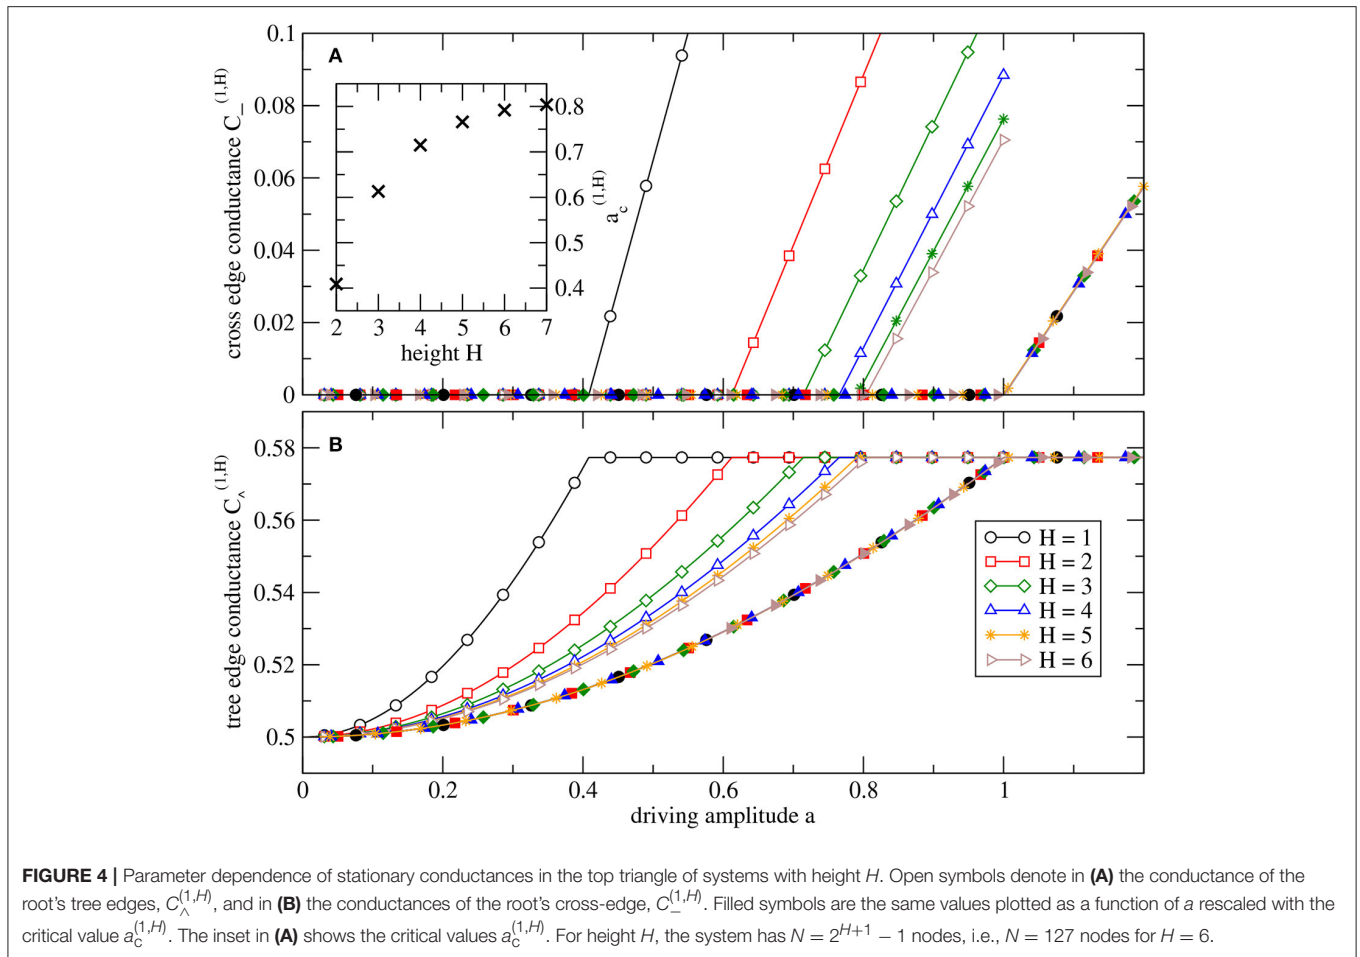 A
0.1
0.08
0.06
0.04
0.02
0
cross edge conductance C_^(1,H)
0.8
0.7
0.6
0.5
0.4
a_c^(1,H)
2 3 4 5 6 7
height H
B
0.58
0.56
0.54
0.52
0.5
tree edge conductance C_^^(1,H)
H = 1
H = 2
H = 3
H = 4
H = 5
H = 6
0 0.2 0.4 0.6 0.8 1
driving amplitude a
FIGURE 4 | Parameter dependence of stationary conductances in the top triangle of systems with height H. Open symbols denote in (A) the conductance of the
root's tree edges, C_∧^(1,H), and in (B) the conductances of the root's cross-edge, C_−^(1,H). Filled symbols are the same values plotted as a function of a rescaled with the
critical value a_c^(1,H). The inset in (A) shows the critical values a_c^(1,H). For height H, the system has N = 2^(H+1) − 1 nodes, i.e., N = 127 nodes for H = 6.